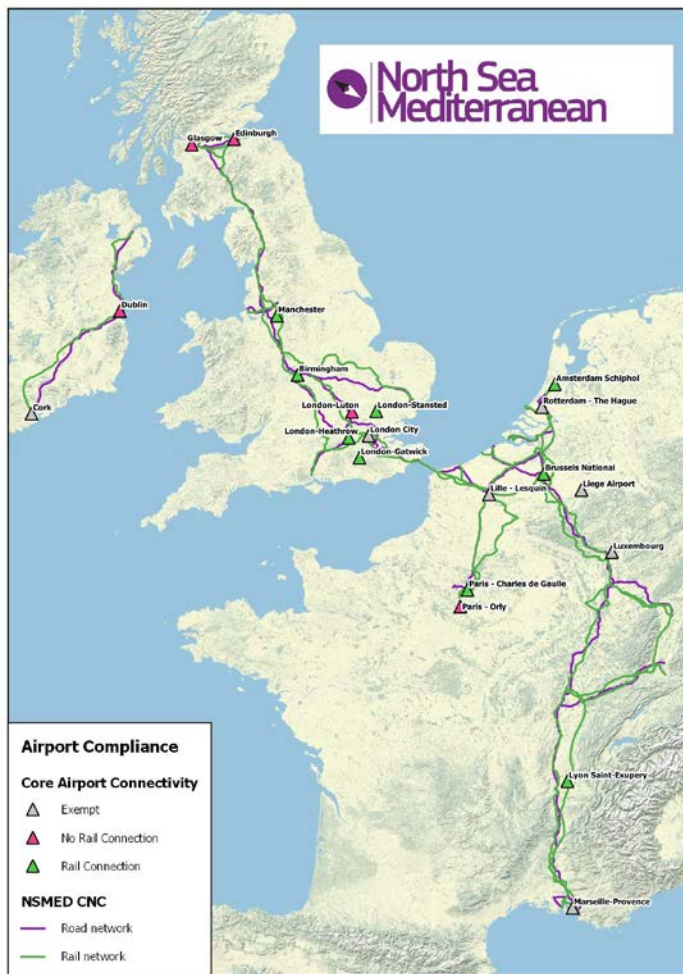 North Sea
Mediterranean
Glasgow
Edinburgh
Dublin
Cork
Manchester
Birmingham
London-Luton
London-Stansted
London-Heathrow
London City
London-Gatwick
Amsterdam Schiphol
Rotterdam - The Hague
Brussels National
Liege Airport
Lille - Lesquin
Luxembourg
Paris - Charles de Gaulle
Paris - Orly
Lyon Saint-Exupery
Marseille-Provence
Airport Compliance
Core Airport Connectivity
Exempt
No Rail Connection
Rail Connection
NSMED CNC
Road network
Rail network